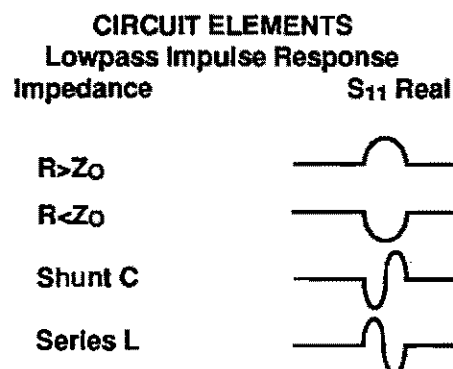 CIRCUIT ELEMENTS
Lowpass Impulse Response
Impedance S11 Real
R>ZO
R<ZO
Shunt C
Series L